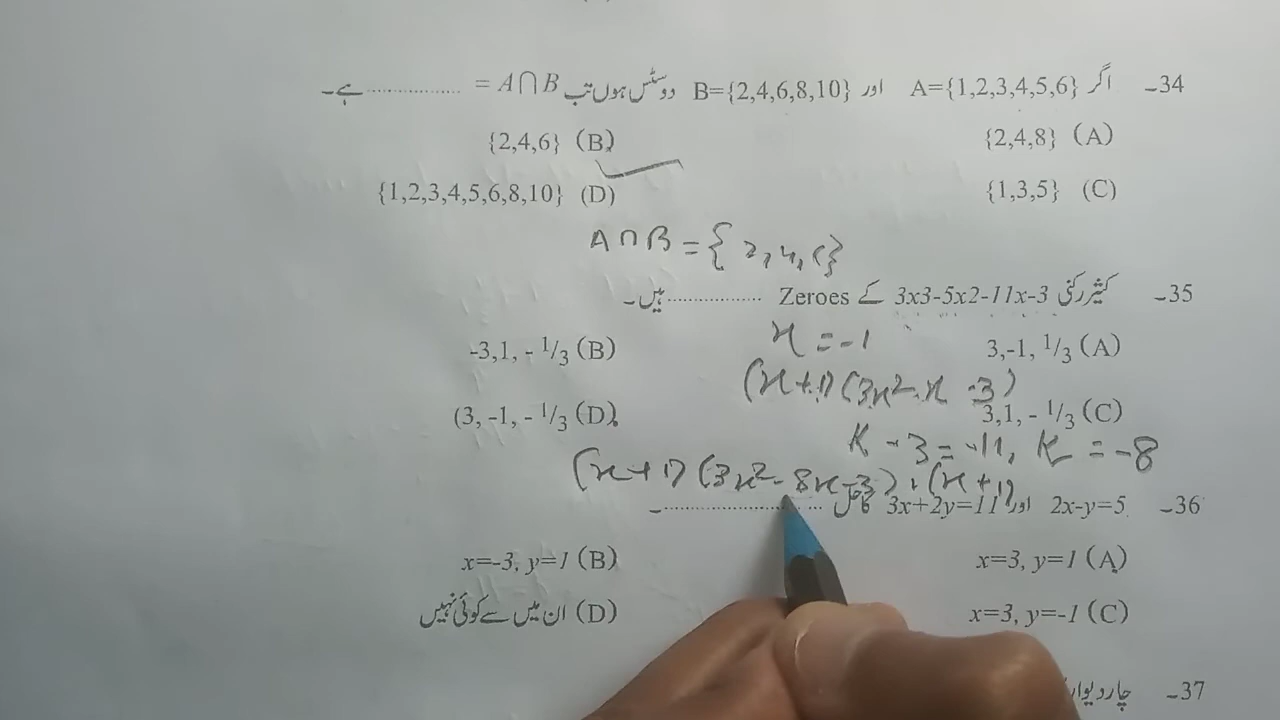 34۔ اگر A={1,2,3,4,5,6} اور B={2,4,6,8,10} دو سٹس ہوں تب A∩B = .................. ہے۔
(A) {2,4,8} (B) {2,4,6}
(C) {1,3,5} (D) {1,2,3,4,5,6,8,10}
A∩B = {2,4,6}
35۔ کثیر رکنی 3x3-5x2-11x-3 کے Zeroes .................. ہیں۔
x = -1
(A) 3,-1, 1/3 (B) -3,1, - 1/3
(x+1)(3x²-x -3)
(C) 3,1, - 1/3 (D) (3, -1, - 1/3
K-3=-11, K=-8
(x+1)(3x²-8x-3), (x+1)
36۔ 2x-y=5 اور 3x+2y=11 کا حل ..............................۔
(A) x=3, y=1 (B) x=-3, y=1
(C) x=3, y=-1 (D) ان میں سے کوئی نہیں
37۔ چار دیوار